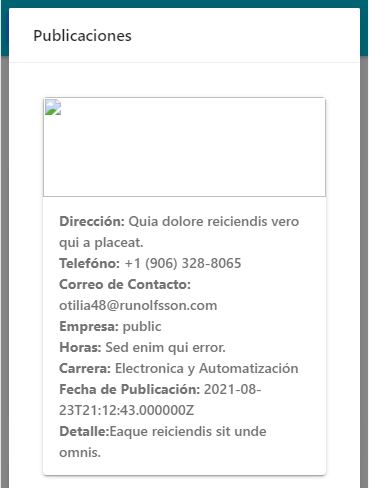 Publicaciones
Dirección: Quia dolore reiciendis vero
qui a placeat.
Telefóno: +1 (906) 328-8065
Correo de Contacto:
otilia48@runolfsson.com
Empresa: public
Horas: Sed enim qui error.
Carrera: Electronica y Automatización
Fecha de Publicación: 2021-08-
23T21:12:43.000000Z
Detalle:Eaque reiciendis sit unde
omnis.